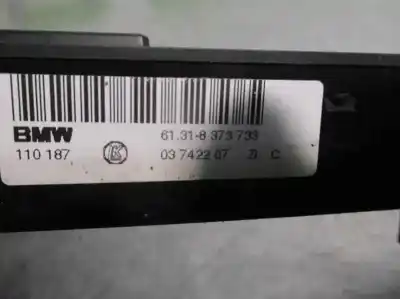 BMW 61.31-8 373 733
110 187 K 03 7422 07 B C